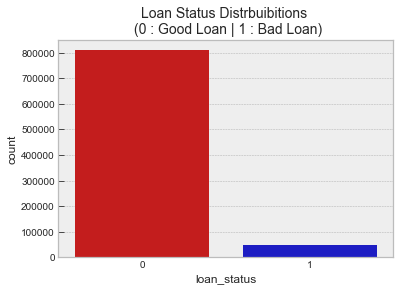 Loan Status Distrbuibitions
(0 : Good Loan | 1 : Bad Loan)
800000
700000
600000
500000
400000
300000
200000
100000
0
count
0 1
loan_status